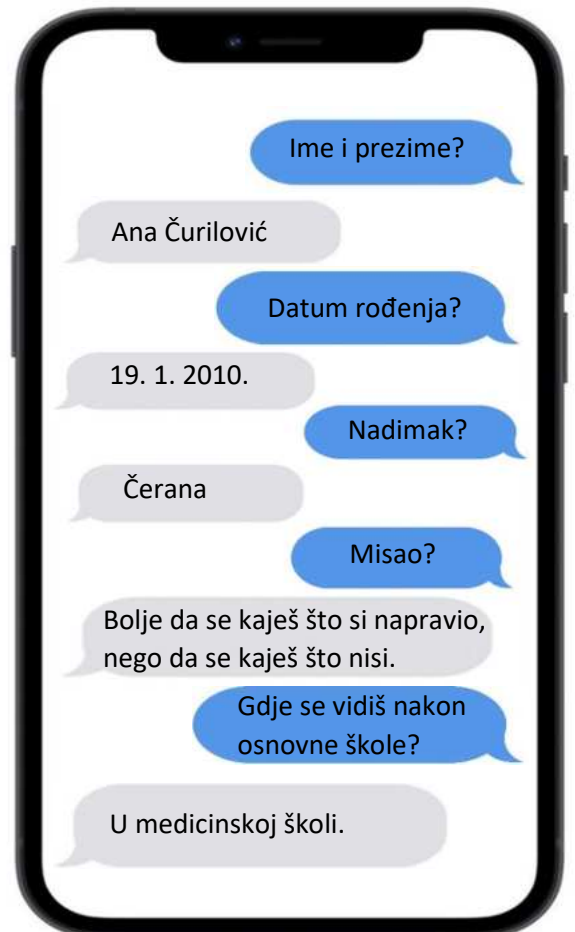 Ime i prezime?
Ana Čurilović
Datum rođenja?
19. 1. 2010.
Nadimak?
Čerana
Misao?
Bolje da se kaješ što si napravio,
nego da se kaješ što nisi.
Gdje se vidiš nakon
osnovne škole?
U medicinskoj školi.